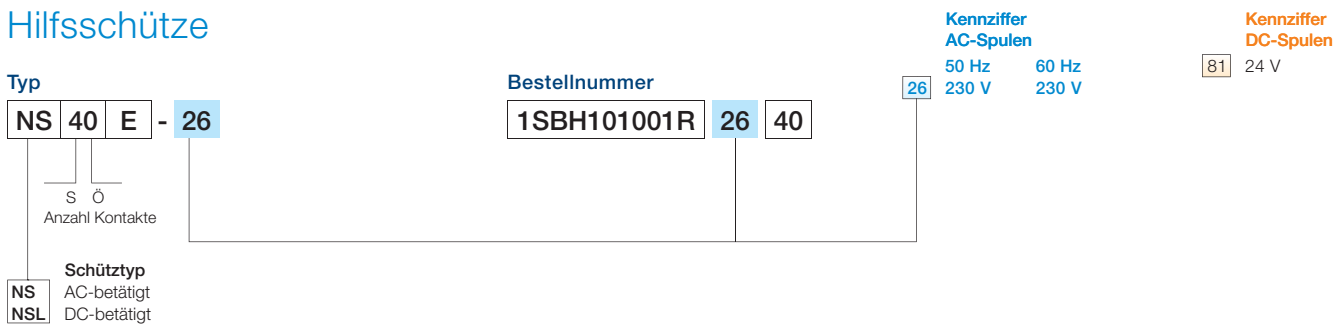 Hilfsschütze
Kennziffer
AC-Spulen
Kennziffer
DC-Spulen
50 Hz 60 Hz
26 230 V 230 V
81 24 V
Typ
NS 40 E - 26
Bestellnummer
1SBH101001R 26 40
S Ö
Anzahl Kontakte
Schütztyp
NS AC-betätigt
NSL DC-betätigt